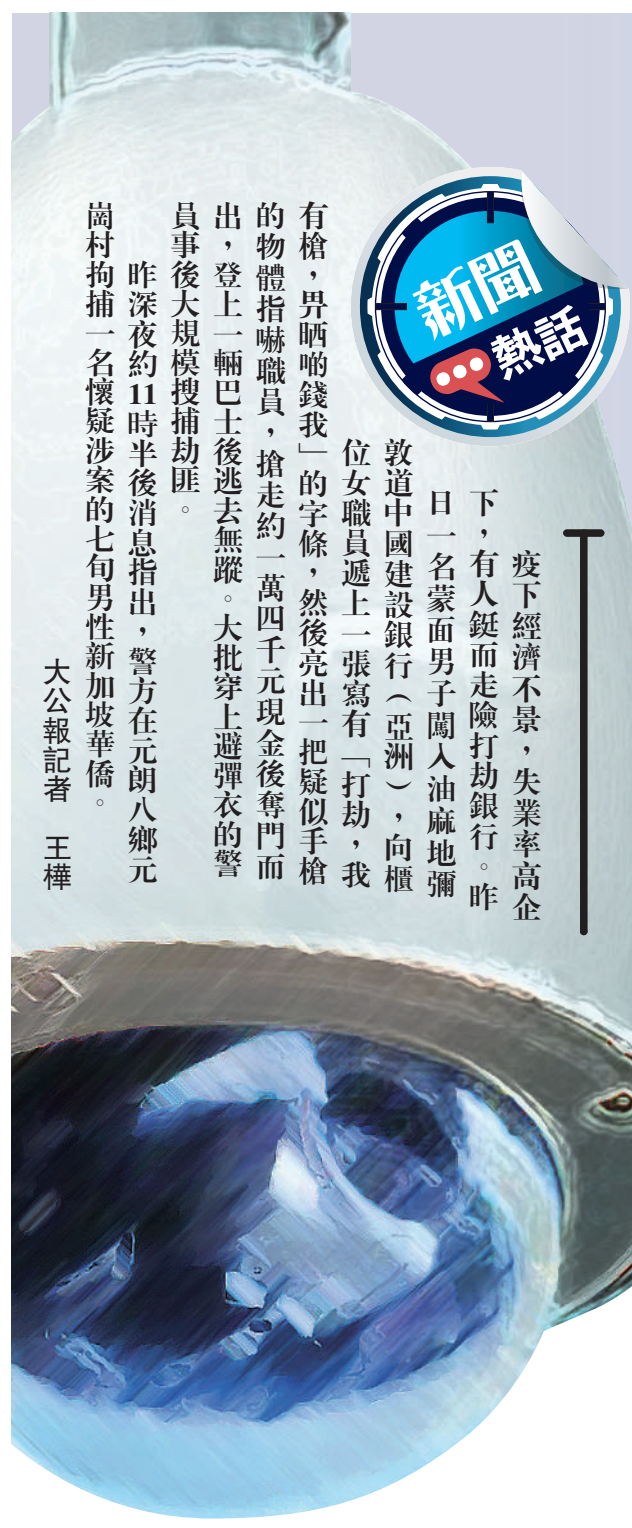 新聞
熱話
疫下經濟不景，失業率高企
下，有人鋌而走險打劫銀行。昨
日一名蒙面男子闖入油麻地彌
敦道中國建設銀行（亞洲），向櫃
位女職員遞上一張寫有「打劫，我
有槍，畀晒啲錢我」的字條，然後亮出一把疑似手槍
的物體指嚇職員，搶走約一萬四千元現金後奪門而
出，登上一輛巴士後逃去無蹤。大批穿上避彈衣的警
員事後大規模搜捕劫匪。
昨深夜約11時半後消息指出，警方在元朗八鄉元
崗村拘捕一名懷疑涉案的七旬男性新加坡華僑。
大公報記者　王樺